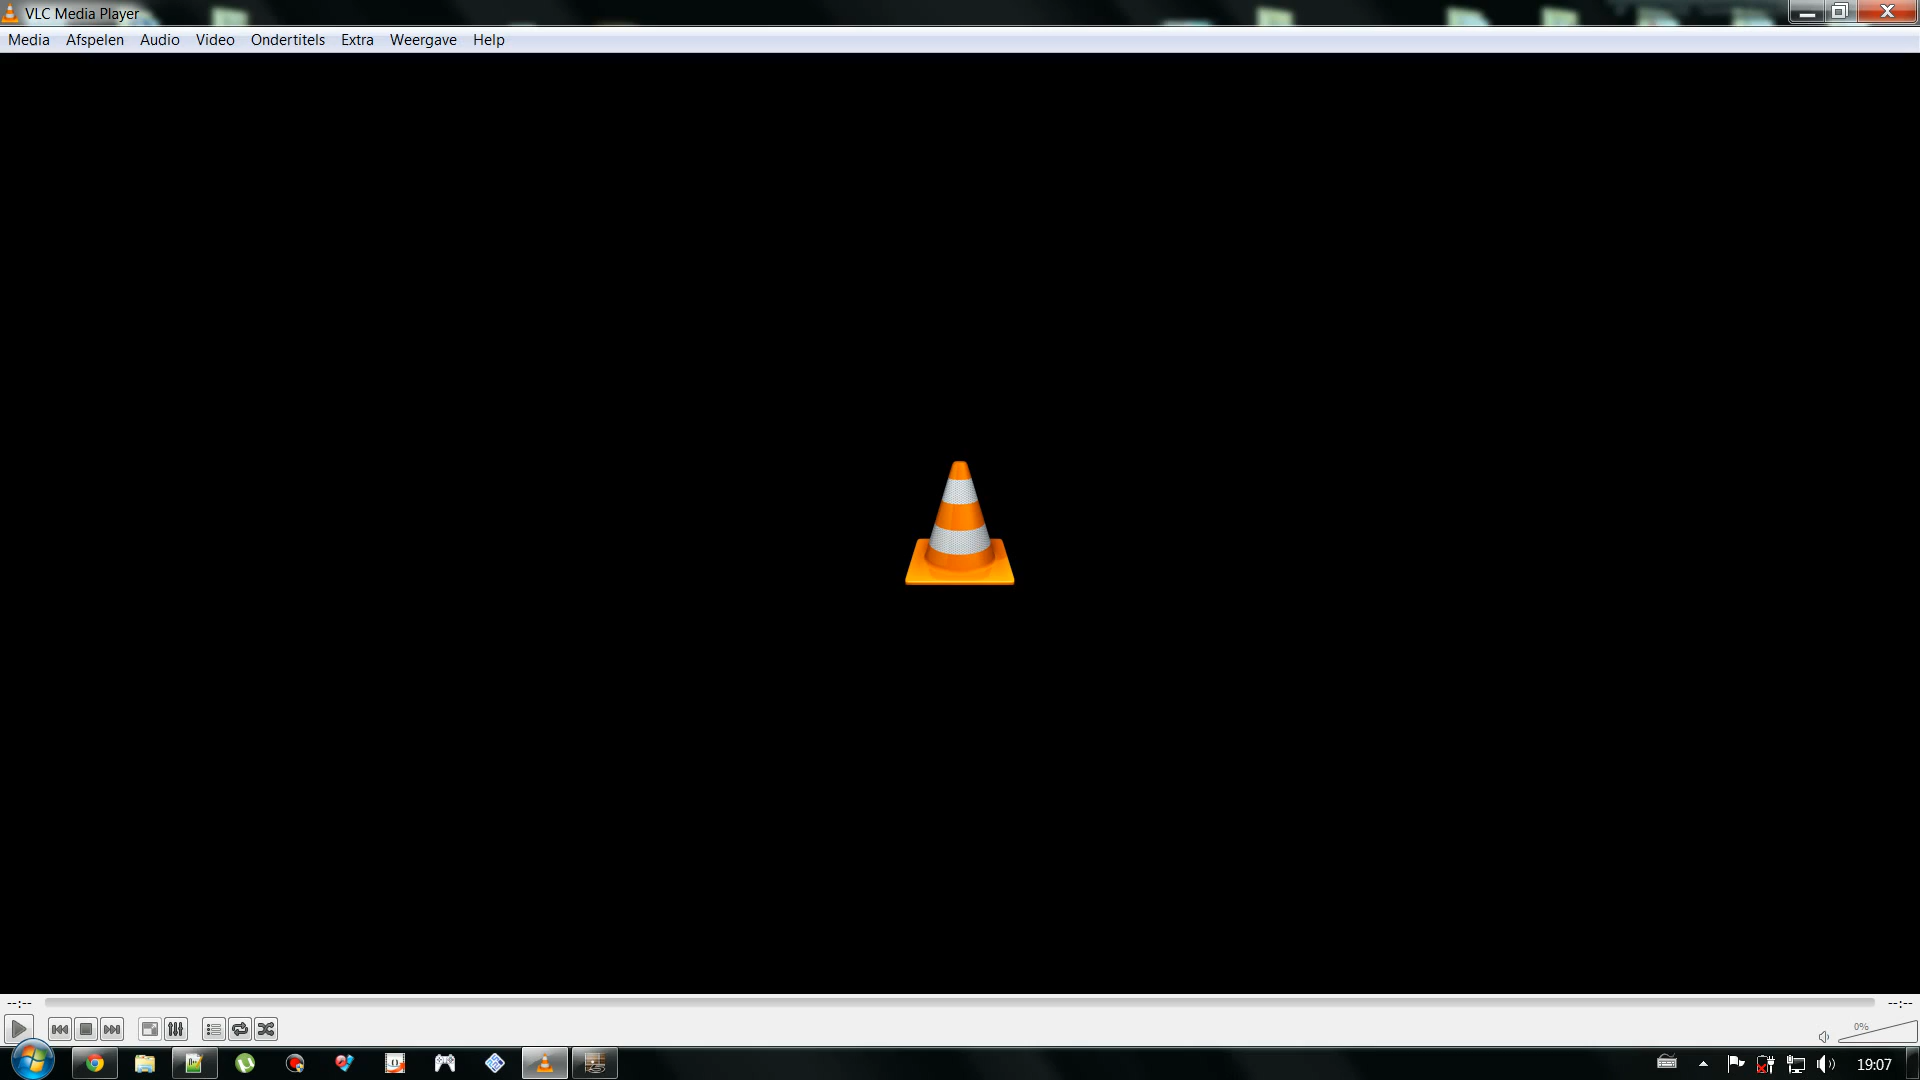 VLC Media Player
Media Afspelen Audio Video Ondertitels Extra Weergave Help
--:-- --:--
0%
19:07